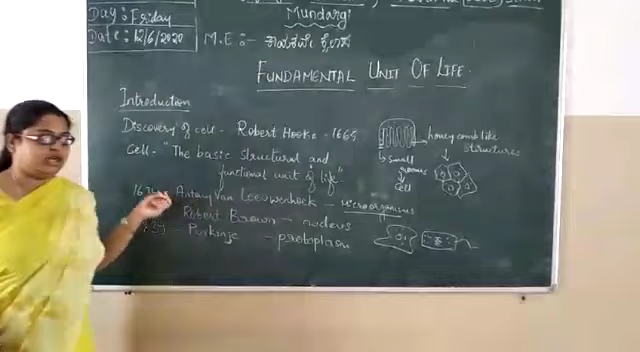 Day : Friday
Mundargi
Date : 12/6/2020
M.E :- ಕಾಯಕವೇ ಕೈಲಾಸ
FUNDAMENTAL UNIT OF LIFE.
Introduction
Discovery of cell - Robert Hooke - 1665
honey comb like structures
Cell - "The basic structural and
functional unit of life".
small rooms
cell
Antony Van Leeuwenhoek - Microorganisms
Robert Brown - nucleus
Purkinje - protoplasm